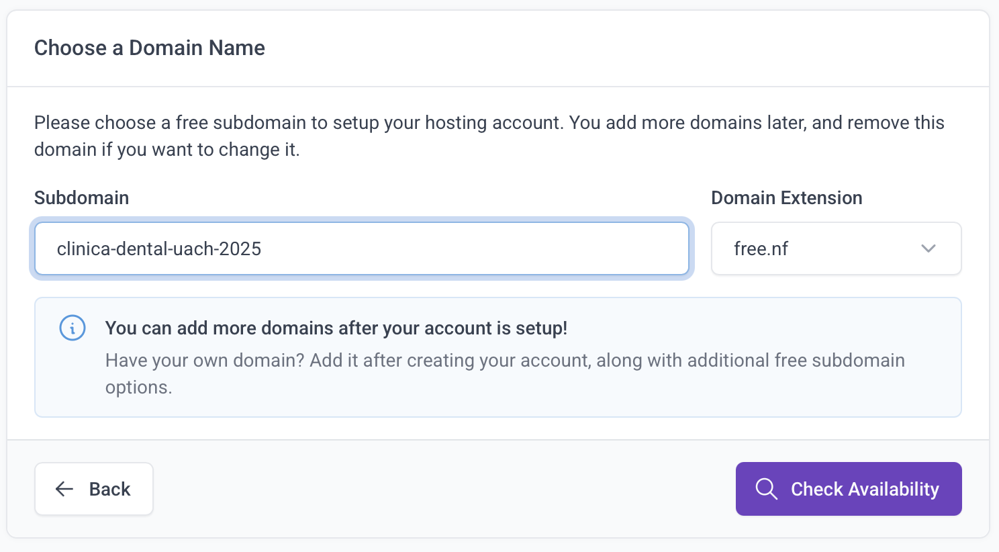 Choose a Domain Name
Please choose a free subdomain to setup your hosting account. You add more domains later, and remove this
domain if you want to change it.
Subdomain
Domain Extension
clinica-dental-uach-2025
free.nf
You can add more domains after your account is setup!
Have your own domain? Add it after creating your account, along with additional free subdomain
options.
Back
Check Availability